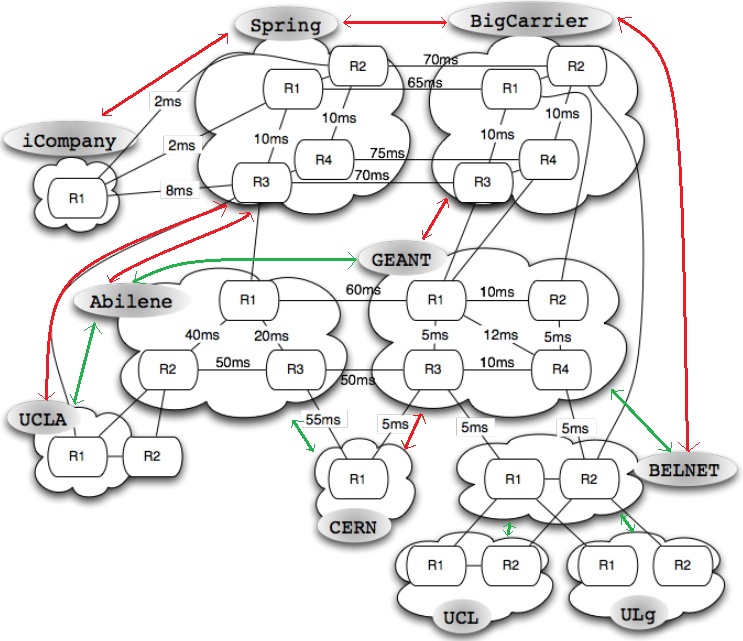 Spring
BigCarrier
R2
70ms
R2
R1
65ms
R1
2ms
10ms
10ms
iCompany
10ms
10ms
2ms
R4
75ms
R4
R1
8ms
R3
70ms
R3
GEANT
Abilene
R1
60ms
R1
10ms
R2
40ms
20ms
5ms
12ms
5ms
R2
50ms
R3
50ms
R3
10ms
R4
UCLA
55ms
5ms
5ms
5ms
R1
R2
R1
R1
R2
BELNET
CERN
R1
R2
R1
R2
UCL
ULg